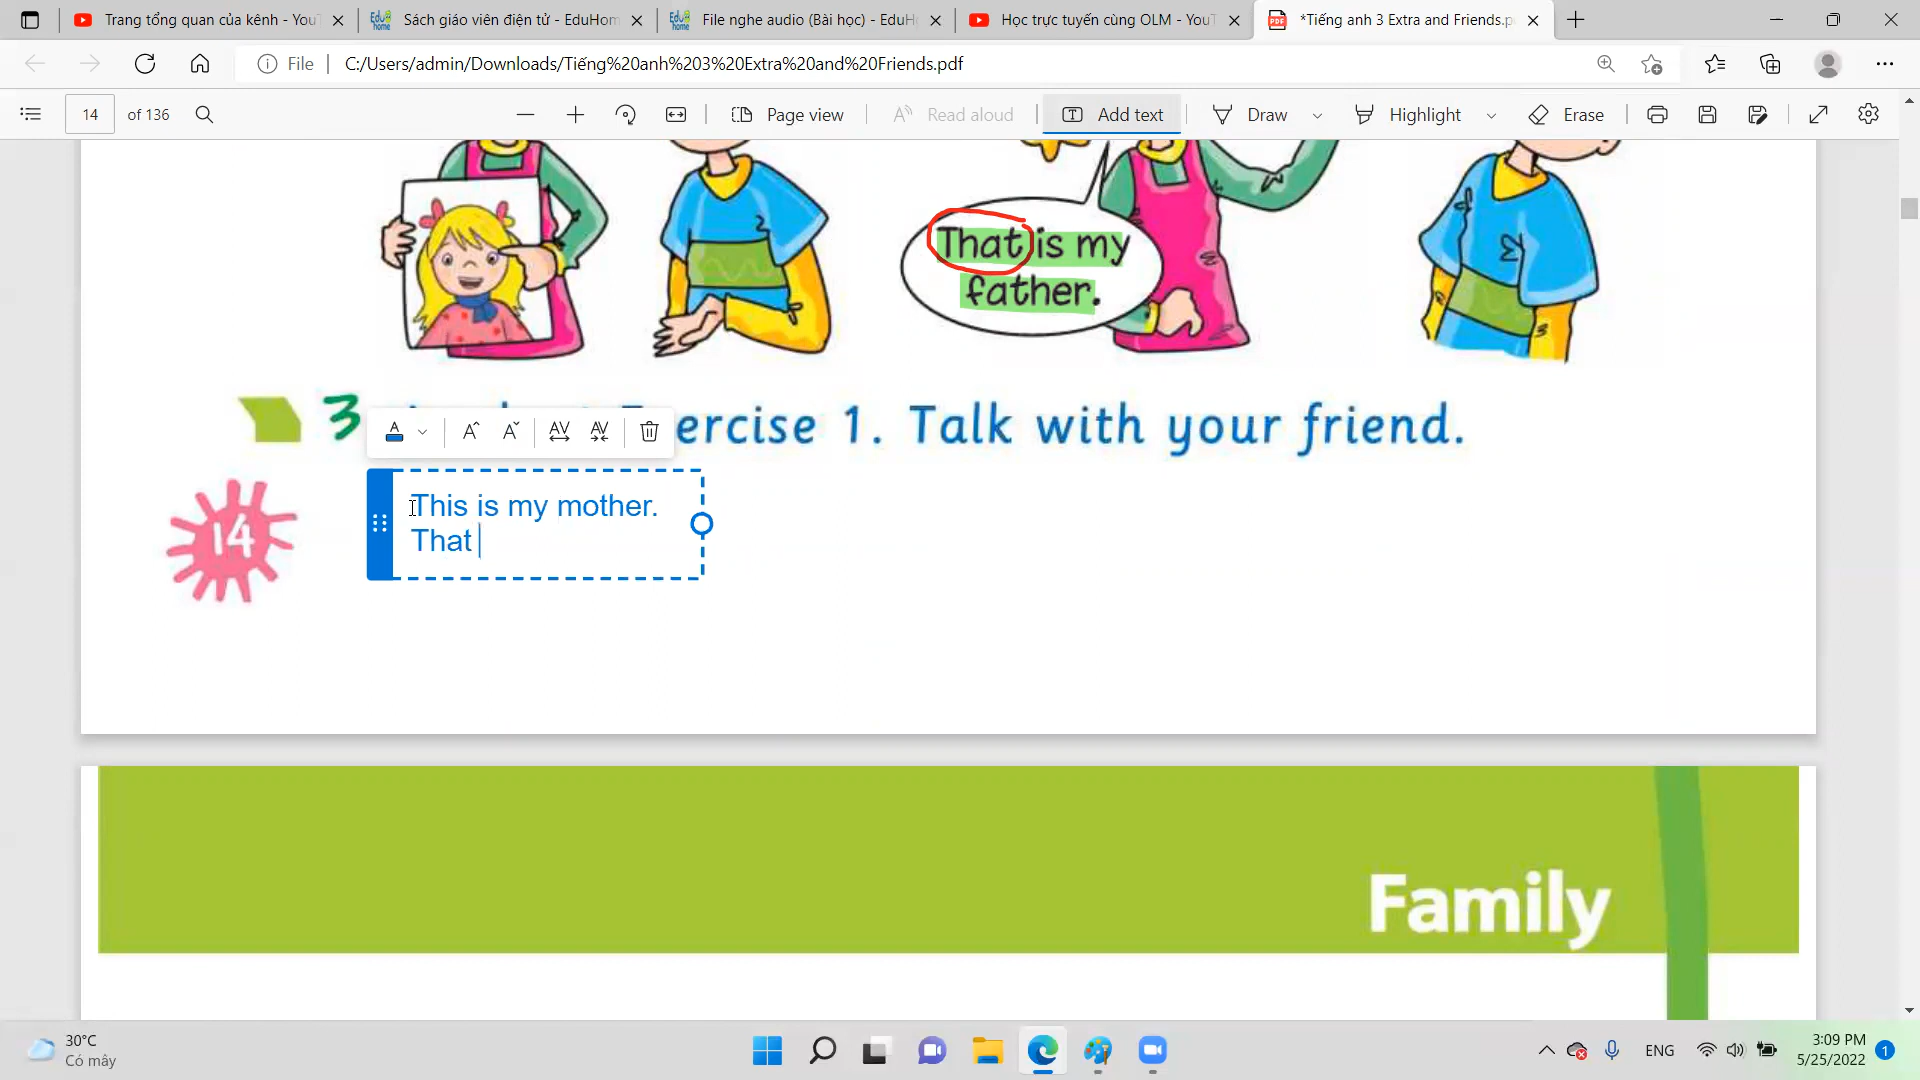 Trang tổng quan của kênh - YouT
Sách giáo viên điện tử - EduHom
File nghe audio (Bài học) - EduH
Học trực tuyến cùng OLM - YouT
*Tiếng anh 3 Extra and Friends.p
File
C:/Users/admin/Downloads/Tiếng%20anh%203%20Extra%20and%20Friends.pdf
14 of 136
Page view
Read aloud
Add text
Draw
Highlight
Erase
That is my
father.
3
ercise 1. Talk with your friend.
This is my mother.
That
14
Family
30°C
Có mây
ENG
3:09 PM
5/25/2022
1